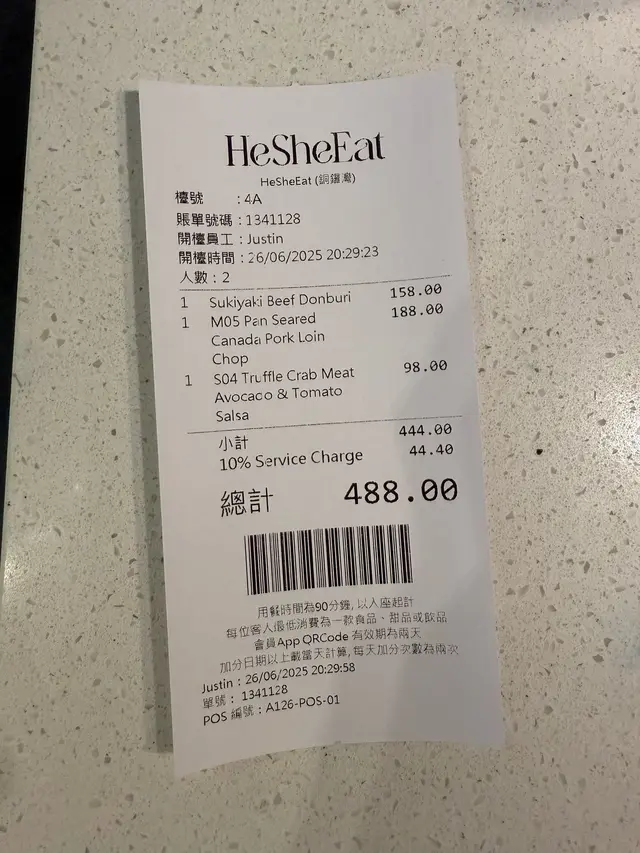 HeSheEat
HeSheEat (銅鑼灣)
檯號 : 4A
賬單號碼 : 1341128
開檯員工 : Justin
開檯時間 : 26/06/2025 20:29:23
人數 : 2
1 Sukiyaki Beef Donburi 158.00
1 M05 Pan Seared 188.00
Canada Pork Loin
Chop
1 S04 Truffle Crab Meat 98.00
Avocado & Tomato
Salsa
小計 444.00
10% Service Charge 44.40
總計 488.00
用餐時間為90分鐘, 以入座起計
每位客人最低消費為一款食品、甜品或飲品
會員App QRCode 有效期為兩天
加分日期以上載當天計算, 每天加分次數為兩次
Justin : 26/06/2025 20:29:58
單號 : 1341128
POS 編號 : A126-POS-01